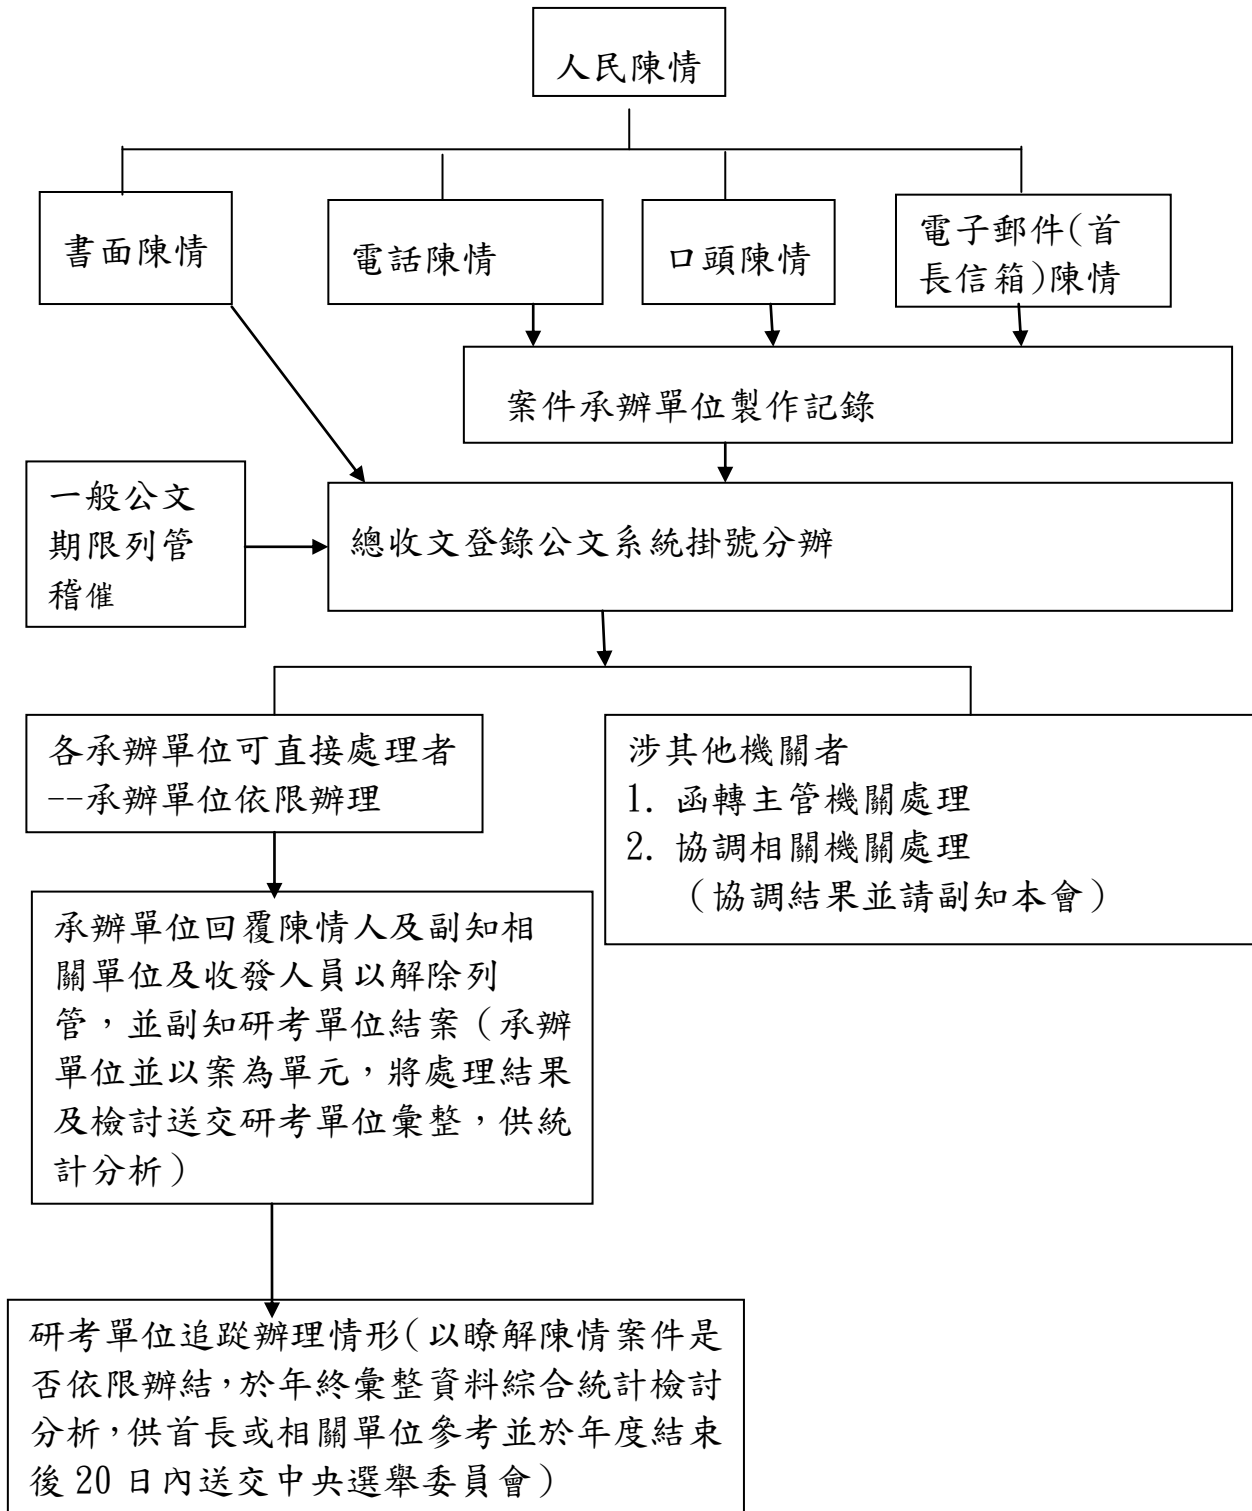 人民陳情
書面陳情
電話陳情
口頭陳情
電子郵件(首
長信箱)陳情
案件承辦單位製作記錄
一般公文
期限列管
稽催
總收文登錄公文系統掛號分辦
各承辦單位可直接處理者
--承辦單位依限辦理
涉其他機關者
1. 函轉主管機關處理
2. 協調相關機關處理
（協調結果並請副知本會）
承辦單位回覆陳情人及副知相
關單位及收發人員以解除列
管，並副知研考單位結案（承辦
單位並以案為單元，將處理結果
及檢討送交研考單位彙整，供統
計分析）
研考單位追蹤辦理情形(以瞭解陳情案件是
否依限辦結，於年終彙整資料綜合統計檢討
分析，供首長或相關單位參考並於年度結束
後 20 日內送交中央選舉委員會）